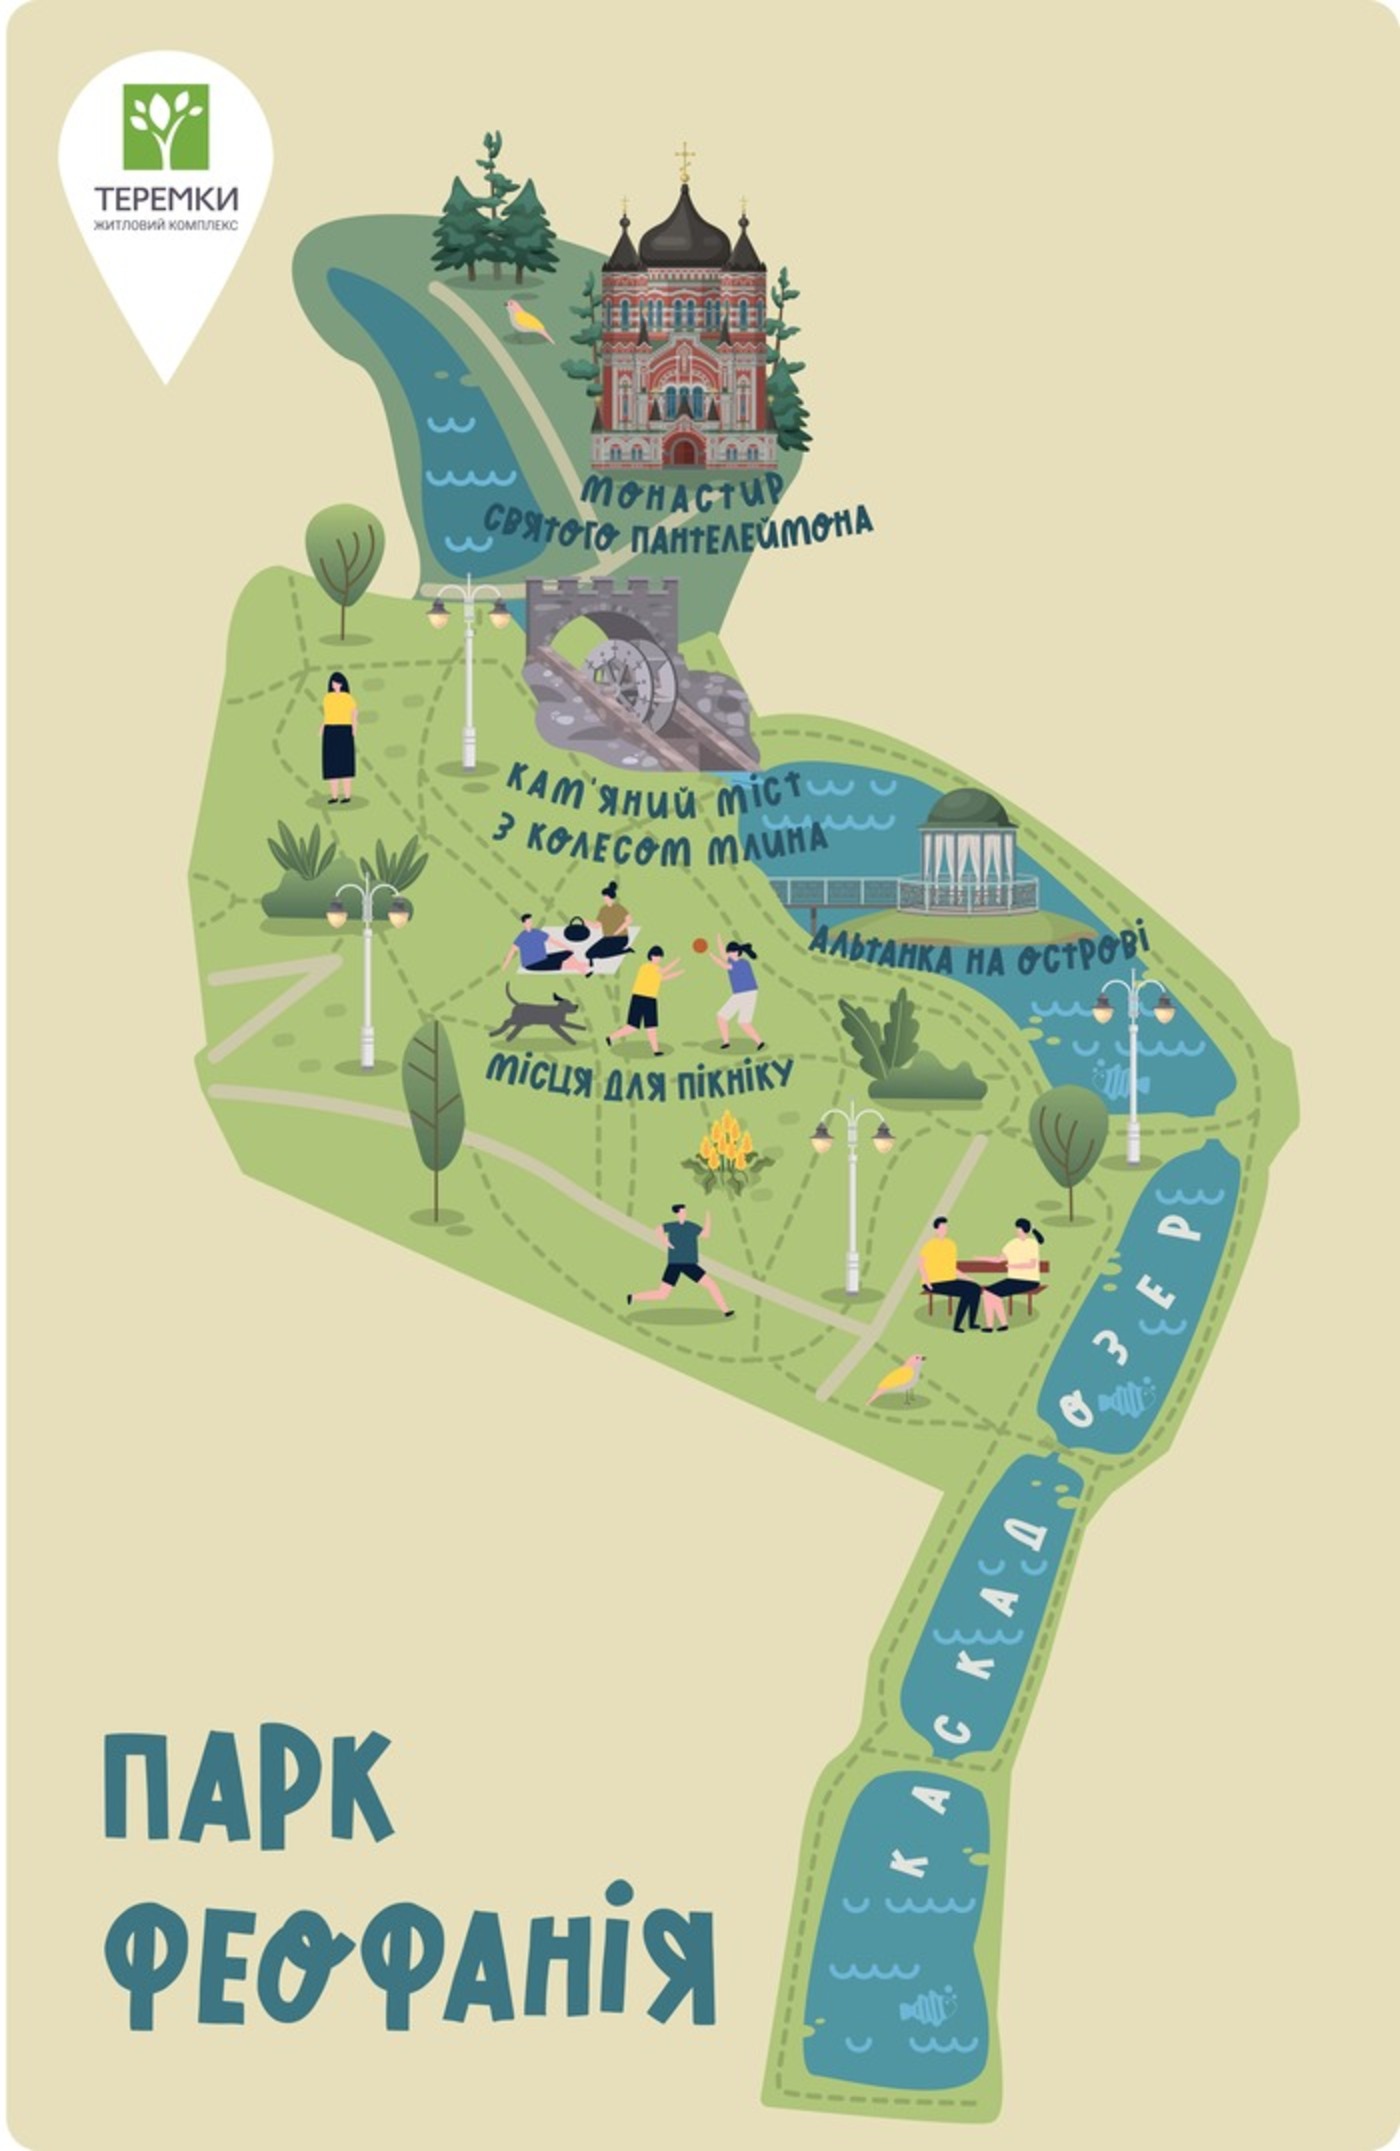 ТЕРЕМКИ
ЖИТЛОВИЙ КОМПЛЕКС
МОНАСТИР
СВЯТОГО ПАНТЕЛЕЙМОНА
КАМ'ЯНИЙ МІСТ
З КОЛЕСОМ МЛИНА
АЛЬТАНКА НА ОСТРОВІ
МІСЦЯ ДЛЯ ПІКНІКУ
КАСКАД ОЗЕР
ПАРК
ФЕОФАНІЯ